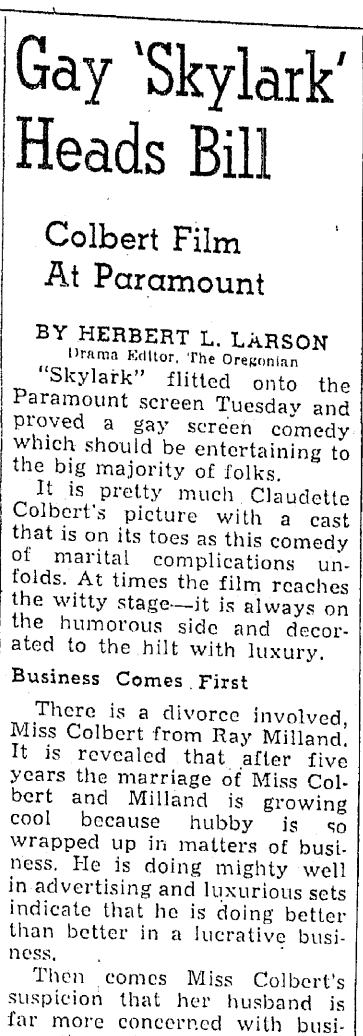 Gay 'Skylark'
Heads Bill
Colbert Film
At Paramount
BY HERBERT L. LARSON
Drama Editor, The Oregonian
"Skylark" flitted onto the
Paramount screen Tuesday and
proved a gay screen comedy
which should be entertaining to
the big majority of folks.
It is pretty much Claudette
Colbert's picture with a cast
that is on its toes as this comedy
of marital complications un-
folds. At times the film reaches
the witty stage—it is always on
the humorous side and decor-
ated to the hilt with luxury.
Business Comes First
There is a divorce involved,
Miss Colbert from Ray Milland.
It is revealed that after five
years the marriage of Miss Col-
bert and Milland is growing
cool because hubby is so
wrapped up in matters of busi-
ness. He is doing mighty well
in advertising and luxurious sets
indicate that he is doing better
than better in a lucrative busi-
ness.
Then comes Miss Colbert's
suspicion that her husband is
far more concerned with busi-